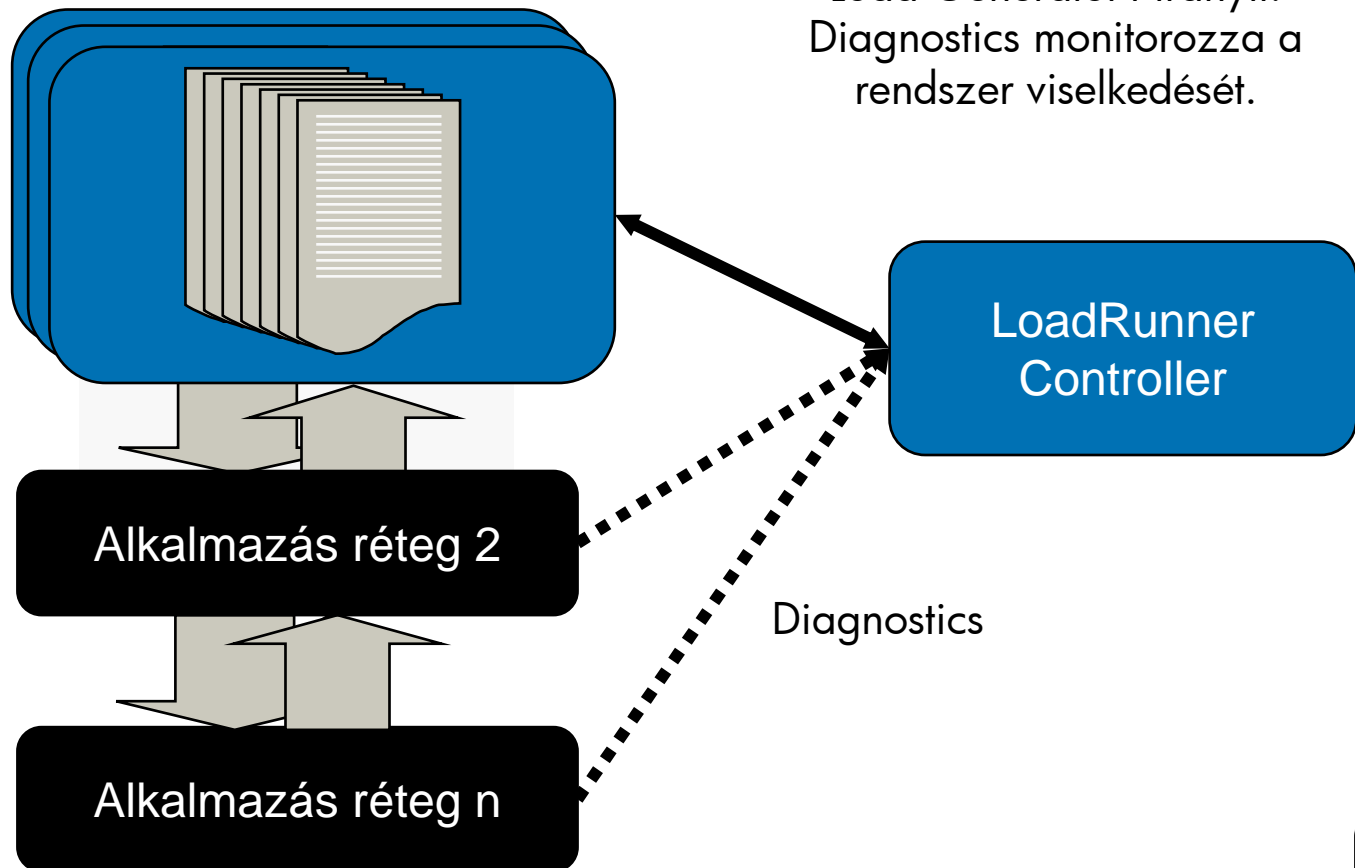 Diagnostics monitorozza a
rendszer viselkedését.
LoadRunner
Controller
Alkalmazás réteg 2
Diagnostics
Alkalmazás réteg n